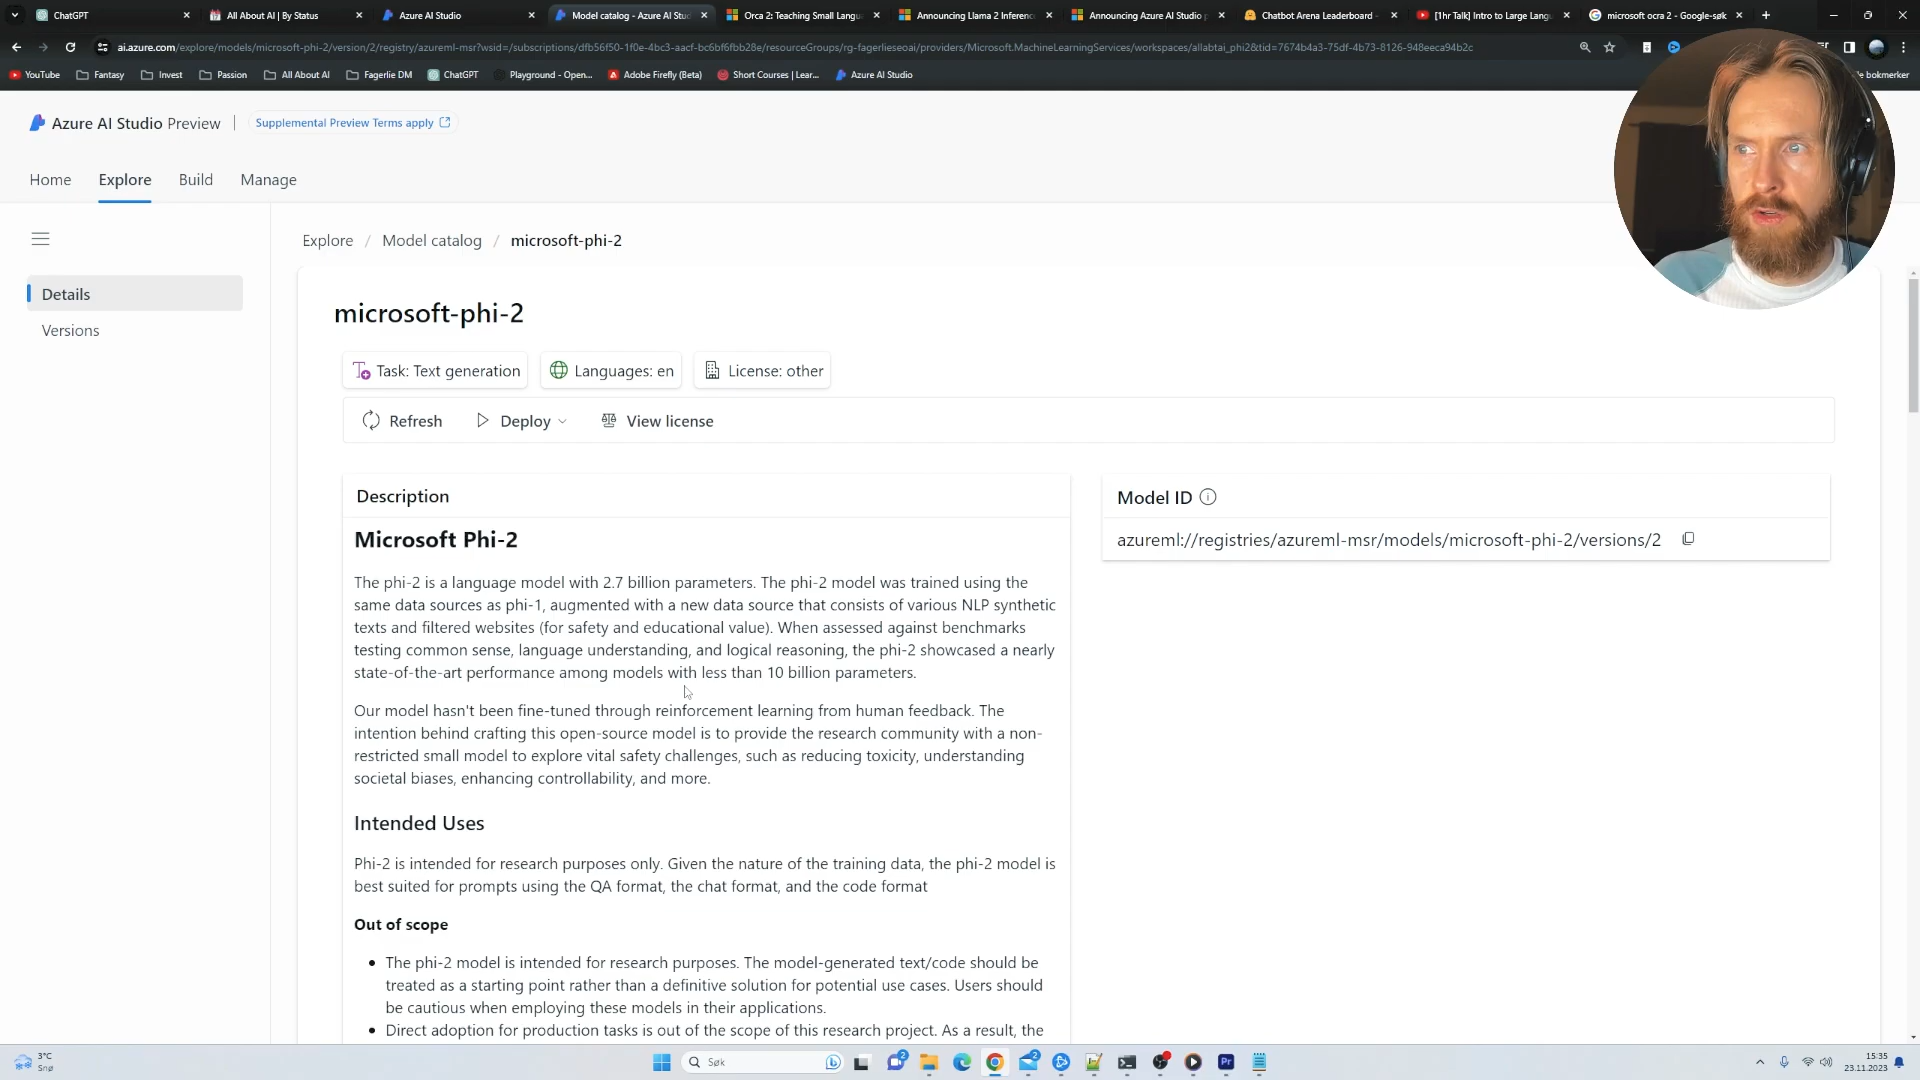 ChatGPT
All About AI | By Status
Azure AI Studio
Model catalog - Azure AI Stud
Orca 2: Teaching Small Langu
Announcing Llama 2 Inferenc
Announcing Azure AI Studio p
Chatbot Arena Leaderboard -
[1hr Talk] Intro to Large Lang
microsoft ocra 2 - Google-søk
ai.azure.com/explore/models/microsoft-phi-2/version/2/registry/azureml-msr?wsid=/subscriptions/dfb56f50-1f0e-4bc3-aacf-bc6bf6fbb28e/resourceGroups/rg-fagerlieseoai/providers/Microsoft.MachineLearningServices/workspaces/allabtai_phi2&tid=7674b4a3-75df-4b73-8126-948eeca94b2c
YouTube
Fantasy
Invest
Passion
All About AI
Fagerlie DM
ChatGPT
Playground - Open...
Adobe Firefly (Beta)
Short Courses | Lear...
Azure AI Studio
bokmerker
Azure AI Studio Preview
Supplemental Preview Terms apply
Home
Explore
Build
Manage
Explore / Model catalog / microsoft-phi-2
Details
Versions
microsoft-phi-2
Task: Text generation
Languages: en
License: other
Refresh
Deploy
View license
Description
Microsoft Phi-2
The phi-2 is a language model with 2.7 billion parameters. The phi-2 model was trained using the
same data sources as phi-1, augmented with a new data source that consists of various NLP synthetic
texts and filtered websites (for safety and educational value). When assessed against benchmarks
testing common sense, language understanding, and logical reasoning, the phi-2 showcased a nearly
state-of-the-art performance among models with less than 10 billion parameters.
Our model hasn't been fine-tuned through reinforcement learning from human feedback. The
intention behind crafting this open-source model is to provide the research community with a non-
restricted small model to explore vital safety challenges, such as reducing toxicity, understanding
societal biases, enhancing controllability, and more.
Intended Uses
Phi-2 is intended for research purposes only. Given the nature of the training data, the phi-2 model is
best suited for prompts using the QA format, the chat format, and the code format
Out of scope
The phi-2 model is intended for research purposes. The model-generated text/code should be
treated as a starting point rather than a definitive solution for potential use cases. Users should
be cautious when employing these models in their applications.
Direct adoption for production tasks is out of the scope of this research project. As a result, the
Model ID
azureml://registries/azureml-msr/models/microsoft-phi-2/versions/2
3°C
Snø
Søk
2
2
Pr
15:35
23.11.2023